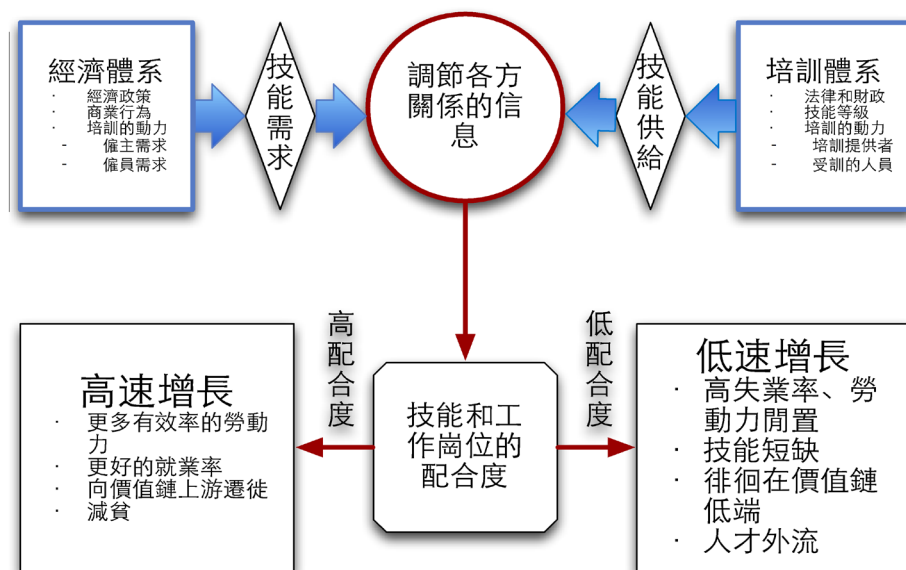 經濟體系
· 經濟政策
· 商業行為
· 培訓的動力
- 僱主需求
- 僱員需求
技能需求
調節各方
關係的信
息
技能供給
培訓體系
· 法律和財政
· 技能等級
· 培訓的動力
- 培訓提供者
- 受訓的人員
高速增長
· 更多有效率的勞動
力
· 更好的就業率
· 向價值鏈上游遷徙
· 減貧
高配合度
技能和工
作崗位的
配合度
低配合度
低速增長
· 高失業率、勞
動力閒置
· 技能短缺
· 徘徊在價值鏈
低端
· 人才外流